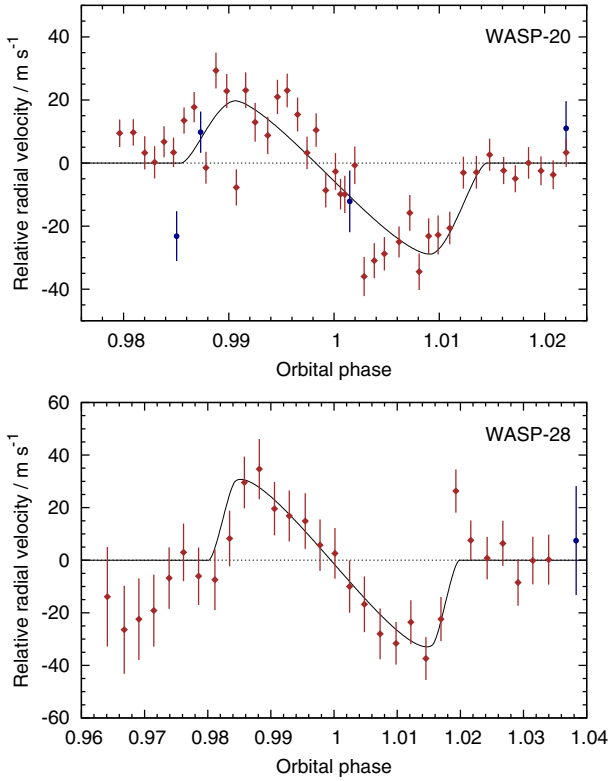 WASP-20
Relative radial velocity / m s⁻¹
40
20
0
-20
-40
0.98 0.99 1 1.01 1.02
Orbital phase
WASP-28
Relative radial velocity / m s⁻¹
60
40
20
0
-20
-40
-60
0.96 0.97 0.98 0.99 1 1.01 1.02 1.03 1.04
Orbital phase